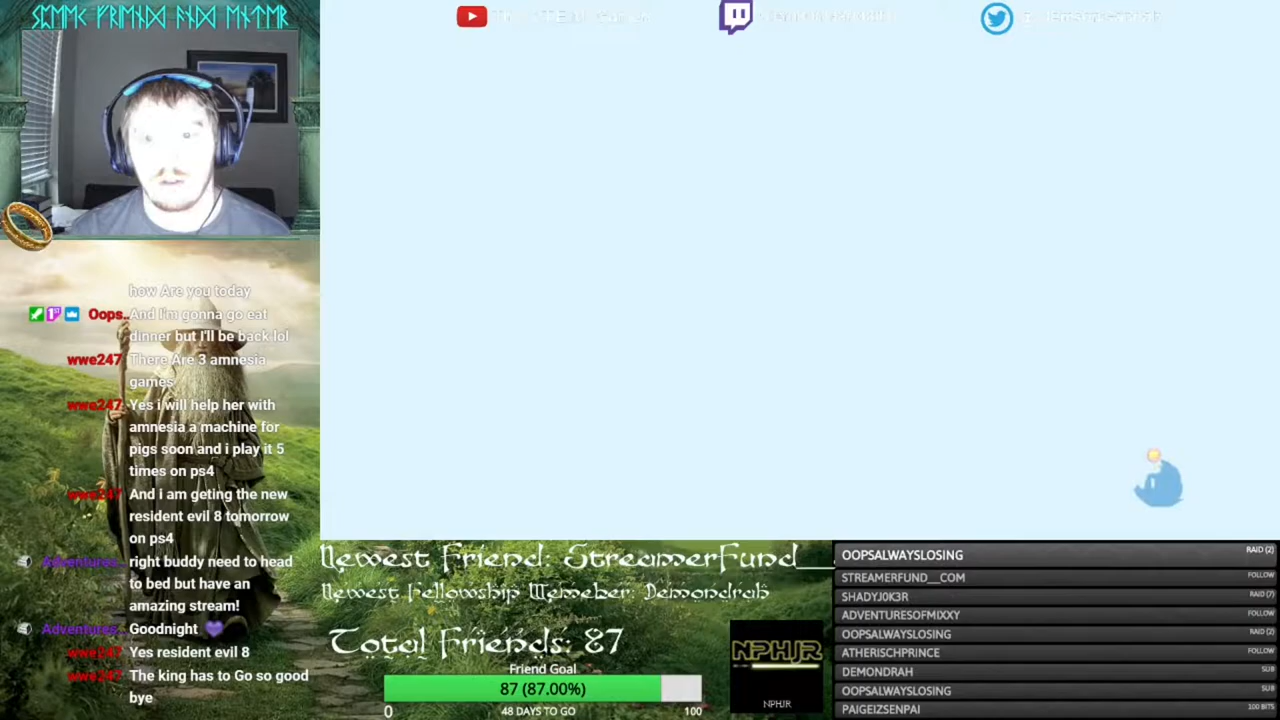 how Are you today
Oops.. And I'm gonna go eat
dinner but I'll be back lol
wwe247 There Are 3 amnesia
games
wwe247 Yes i will help her with
amnesia a machine for
pigs soon and i play it 5
times on ps4
wwe247 And i am geting the new
resident evil 8 tomorrow
on ps4
Adventures.. right buddy need to head
to bed but have an
amazing stream!
Adventures.. Goodnight 💜
wwe247 Yes resident evil 8
wwe247 The king has to Go so good
bye
Newest Friend: StreamerFund__
Newest Fellowship Member: Demondrah
Total Friends: 87
Friend Goal
87 (87.00%)
0 48 DAYS TO GO 100
NPHJR
NPHJR
OOPSALWAYSLOSING RAID (2)
STREAMERFUND__COM FOLLOW
SHADYJ0K3R RAID (7)
ADVENTURESOFMIXXY FOLLOW
OOPSALWAYSLOSING RAID (2)
ATHERISCHPRINCE FOLLOW
DEMONDRAH SUB
OOPSALWAYSLOSING SUB
PAIGEIZSENPAI 100 BITS